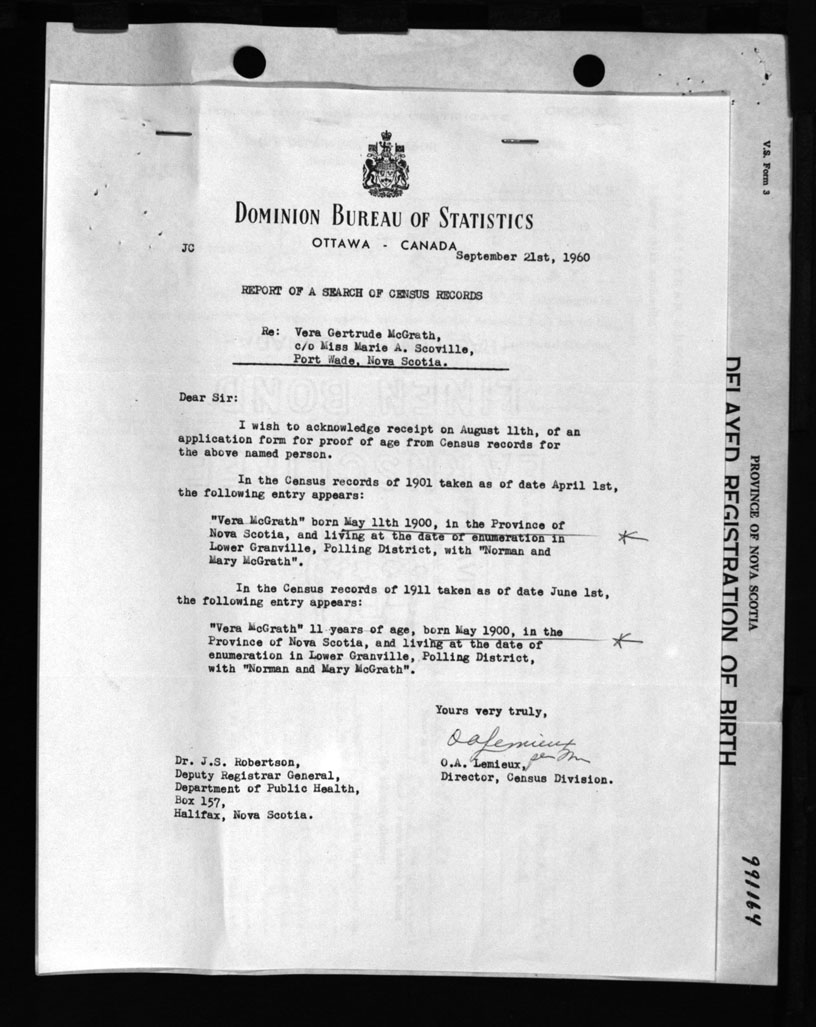 DOMINION BUREAU OF STATISTICS
OTTAWA - CANADA
JC
September 21st, 1960
REPORT OF A SEARCH OF CENSUS RECORDS
Re: Vera Gertrude McGrath,
c/o Miss Marie A. Scoville,
Port Wade, Nova Scotia.
Dear Sir:
I wish to acknowledge receipt on August 11th, of an
application form for proof of age from Census records for
the above named person.
In the Census records of 1901 taken as of date April 1st,
the following entry appears:
"Vera McGrath" born May 11th 1900, in the Province of
Nova Scotia, and living at the date of enumeration in
Lower Granville, Polling District, with "Norman and
Mary McGrath".
In the Census records of 1911 taken as of date June 1st,
the following entry appears:
"Vera McGrath" 11 years of age, born May 1900, in the
Province of Nova Scotia, and living at the date of
enumeration in Lower Granville, Polling District,
with "Norman and Mary McGrath".
Yours very truly,
O A Lemieux
O.A. Lemieux,
Director, Census Division.
Dr. J.S. Robertson,
Deputy Registrar General,
Department of Public Health,
Box 157,
Halifax, Nova Scotia.
V.S. Form 3
PROVINCE OF NOVA SCOTIA
DELAYED REGISTRATION OF BIRTH
991164